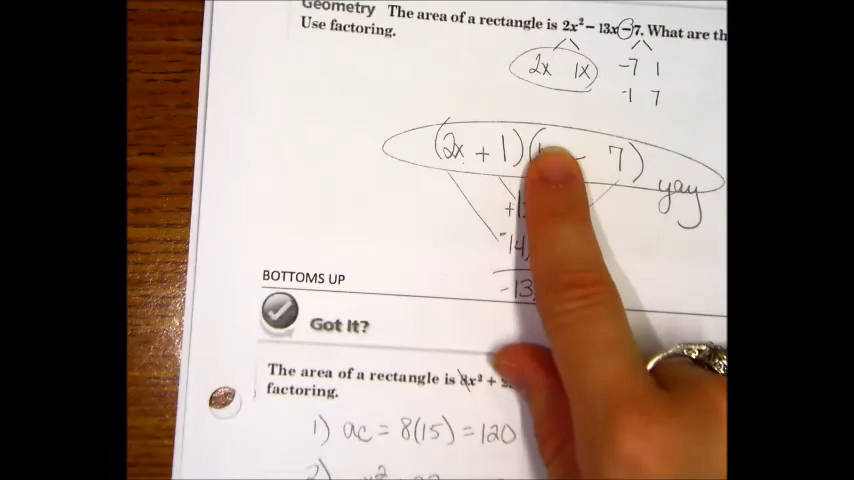 Geometry The area of a rectangle is 2x² − 13x − 7. What are th
Use factoring.
2x 1x -7 1
-1 7
(2x + 1)( − 7) yay
+1
-14
-13
BOTTOMS UP
Got It?
The area of a rectangle is 8x² +
factoring.
1) ac = 8(15) = 120
2)